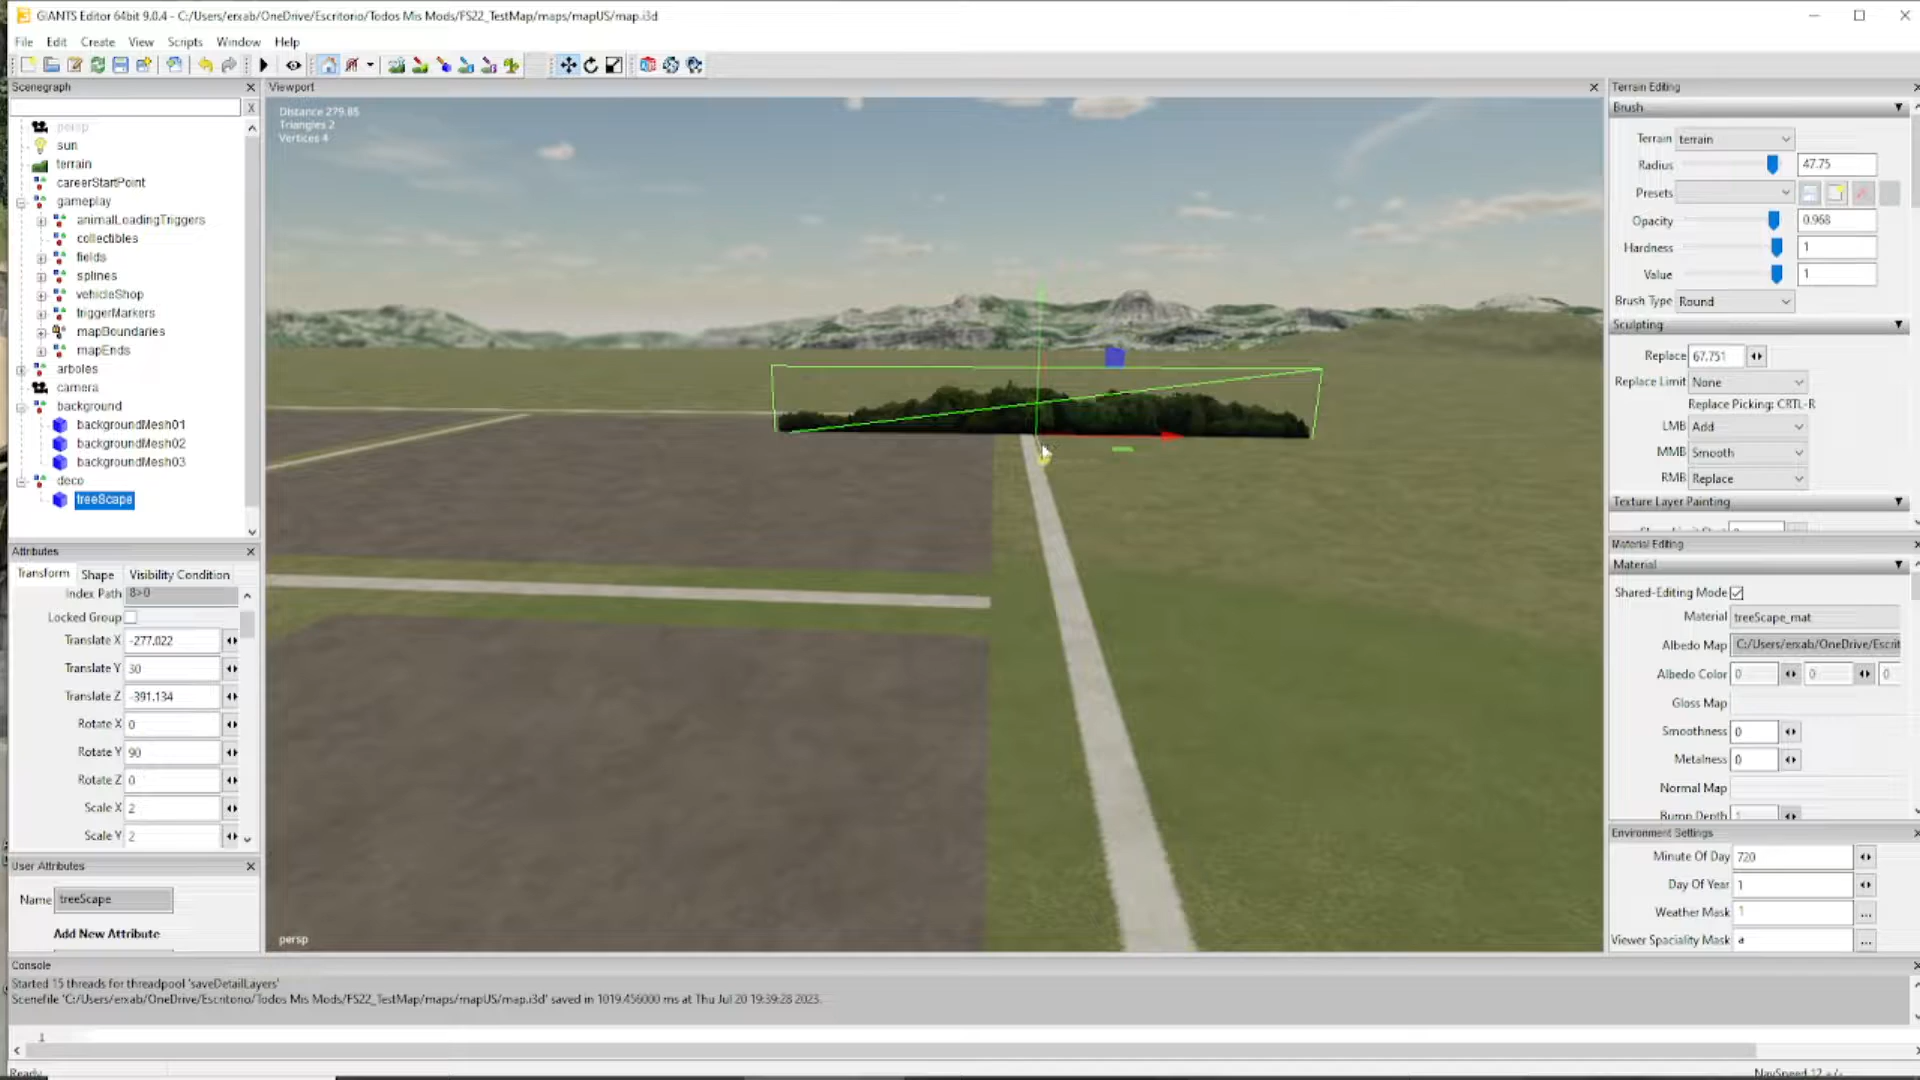 GIANTS Editor 64bit 9.0.4 - C:/Users/erxab/OneDrive/Escritorio/Todos Mis Mods/FS22_TestMap/maps/mapUS/map.i3d
File Edit Create View Scripts Window Help
Scenegraph
X
persp
sun
terrain
careerStartPoint
gameplay
animalLoadingTriggers
collectibles
fields
splines
vehicleShop
triggerMarkers
mapBoundaries
mapEnds
arboles
camera
background
backgroundMesh01
backgroundMesh02
backgroundMesh03
deco
treeScape
Attributes
Transform Shape Visibility Condition
Index Path 8>0
Locked Group
Translate X -277.022
Translate Y 30
Translate Z -391.134
Rotate X 0
Rotate Y 90
Rotate Z 0
Scale X 2
Scale Y 2
User Attributes
Name treeScape
Add New Attribute
Viewport
Distance 279.85
Triangles 2
Vertices 4
persp
Terrain Editing
Brush
Terrain terrain
Radius 47.75
Presets
Opacity 0.968
Hardness 1
Value 1
Brush Type Round
Sculpting
Replace 67.751
Replace Limit None
Replace Picking: CRTL-R
LMB Add
MMB Smooth
RMB Replace
Texture Layer Painting
Material Editing
Material
Shared-Editing Mode
Material treeScape_mat
Albedo Map C:/Users/erxab/OneDrive/Escrit
Albedo Color 0 0 0
Gloss Map
Smoothness 0
Metalness 0
Normal Map
Bump Depth 1
Environment Settings
Minute Of Day 720
Day Of Year 1
Weather Mask 1 ...
Viewer Spaciality Mask a ...
Console
Started 15 threads for threadpool 'saveDetailLayers'
Scenefile 'C:/Users/erxab/OneDrive/Escritorio/Todos Mis Mods/FS22_TestMap/maps/mapUS/map.i3d' saved in 1019.456000 ms at Thu Jul 20 19:39:28 2023.
1
Ready
NavSpeed 12 +/-